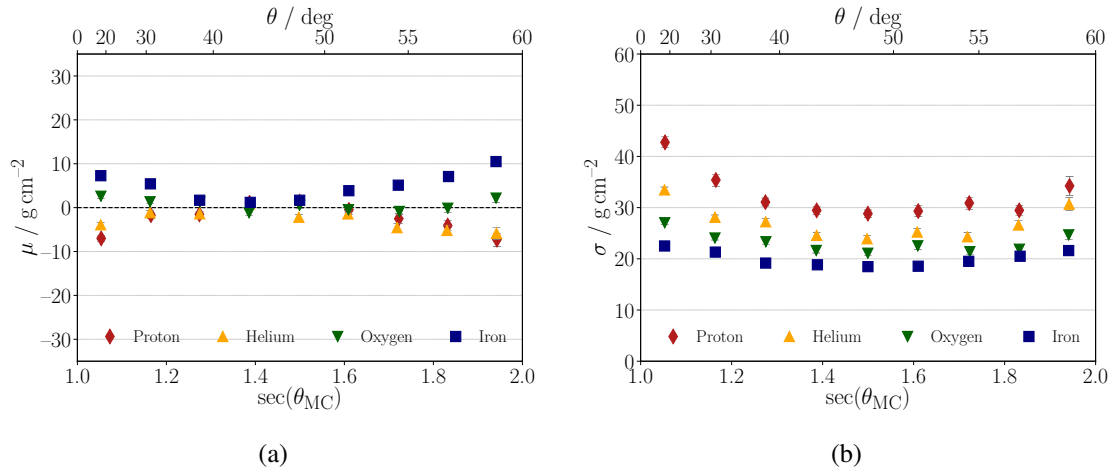 θ / deg
0 20 30 40 50 55 60
μ / g cm⁻²
30
20
10
0
−10
−20
−30
Proton Helium Oxygen Iron
1.0 1.2 1.4 1.6 1.8 2.0
sec(θ_MC)
(a)
θ / deg
0 20 30 40 50 55 60
σ / g cm⁻²
60
50
40
30
20
10
0
Proton Helium Oxygen Iron
1.0 1.2 1.4 1.6 1.8 2.0
sec(θ_MC)
(b)